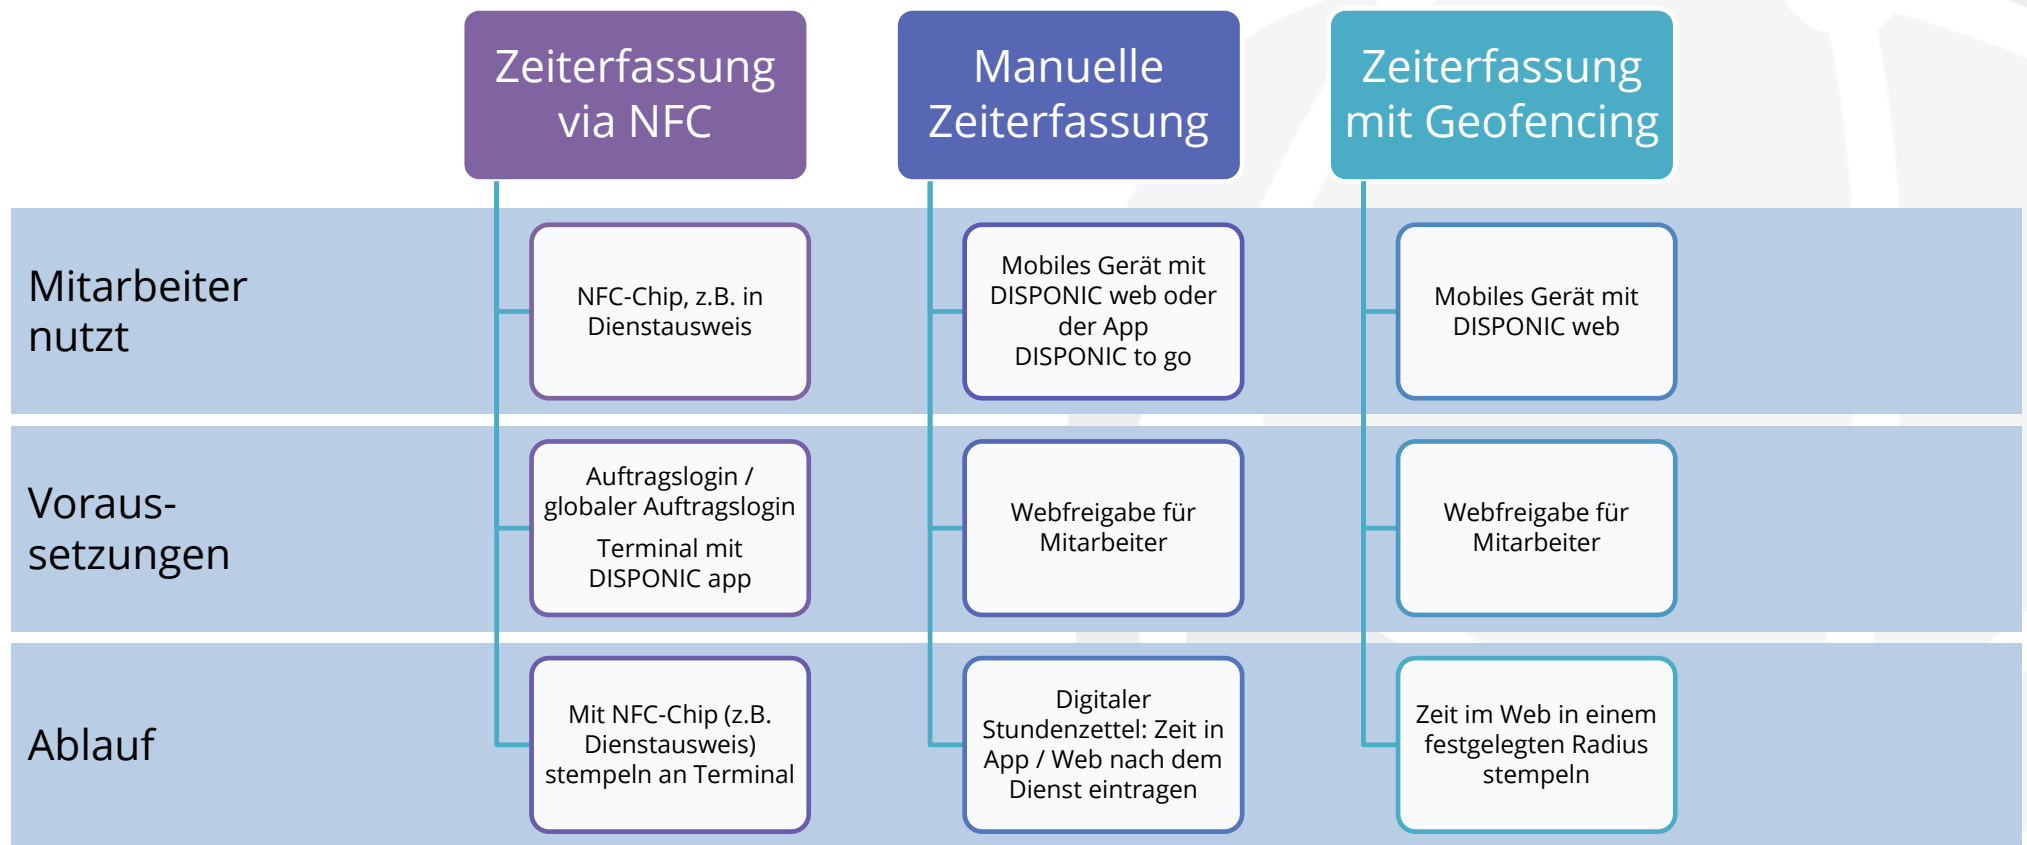 Zeiterfassung
via NFC
Manuelle
Zeiterfassung
Zeiterfassung
mit Geofencing
Mitarbeiter
nutzt
NFC-Chip, z.B. in
Dienstausweis
Mobiles Gerät mit
DISPONIC web oder
der App
DISPONIC to go
Mobiles Gerät mit
DISPONIC web
Voraus-
setzungen
Auftragslogin /
globaler Auftragslogin
Terminal mit
DISPONIC app
Webfreigabe für
Mitarbeiter
Webfreigabe für
Mitarbeiter
Ablauf
Mit NFC-Chip (z.B.
Dienstausweis)
stempeln an Terminal
Digitaler
Stundenzettel: Zeit in
App / Web nach dem
Dienst eintragen
Zeit im Web in einem
festgelegten Radius
stempeln